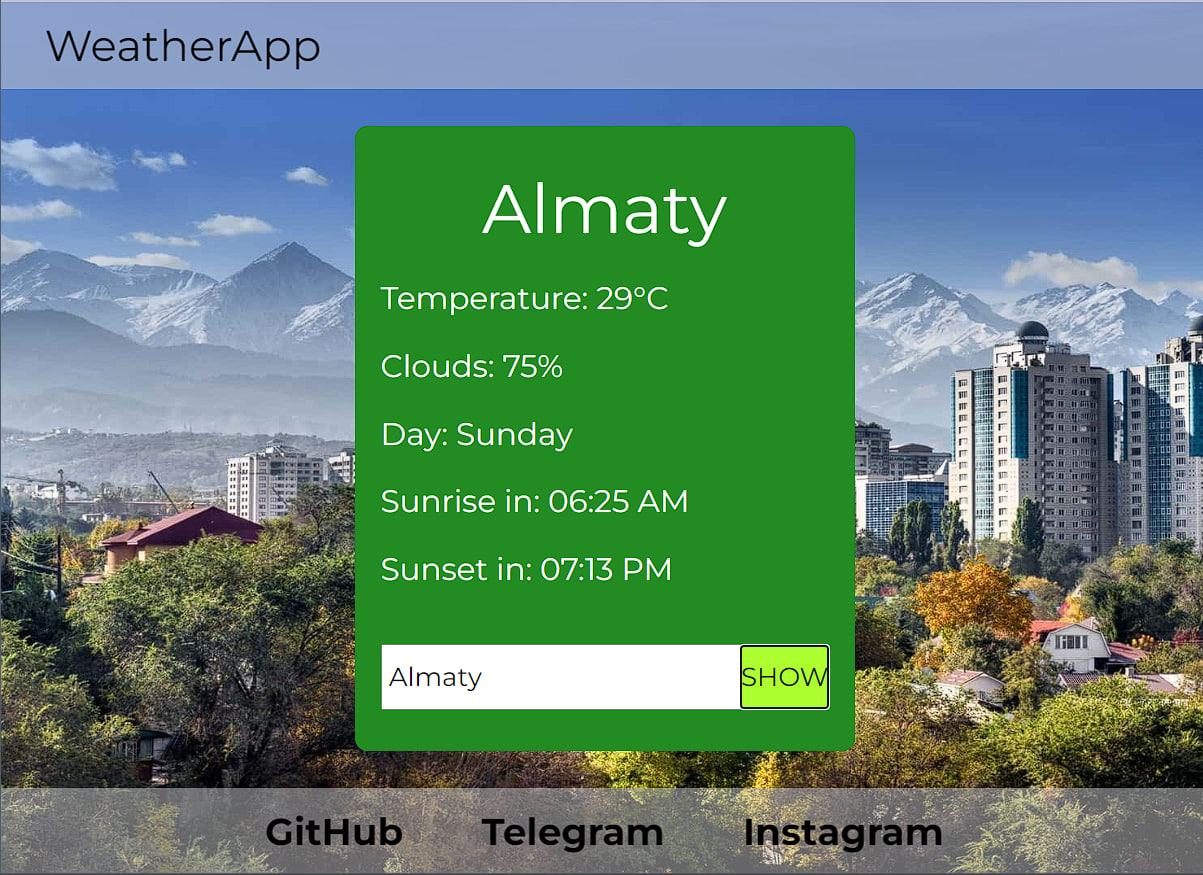 WeatherApp
Almaty
Temperature: 29°C
Clouds: 75%
Day: Sunday
Sunrise in: 06:25 AM
Sunset in: 07:13 PM
Almaty SHOW
GitHub Telegram Instagram